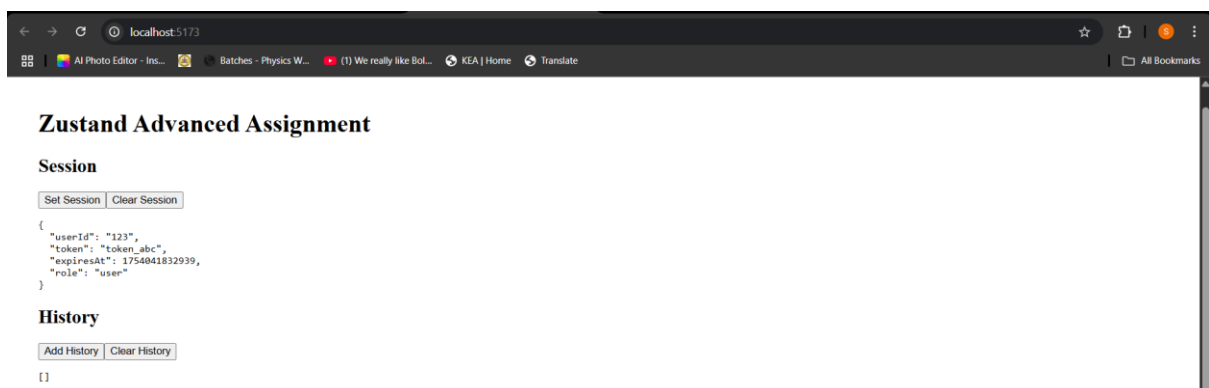 localhost:5173
AI Photo Editor - Ins... Batches - Physics W... (1) We really like Bol... KEA | Home Translate All Bookmarks
Zustand Advanced Assignment
Session
Set Session Clear Session
{
"userId": "123",
"token": "token_abc",
"expiresAt": 1754041832939,
"role": "user"
}
History
Add History Clear History
[]